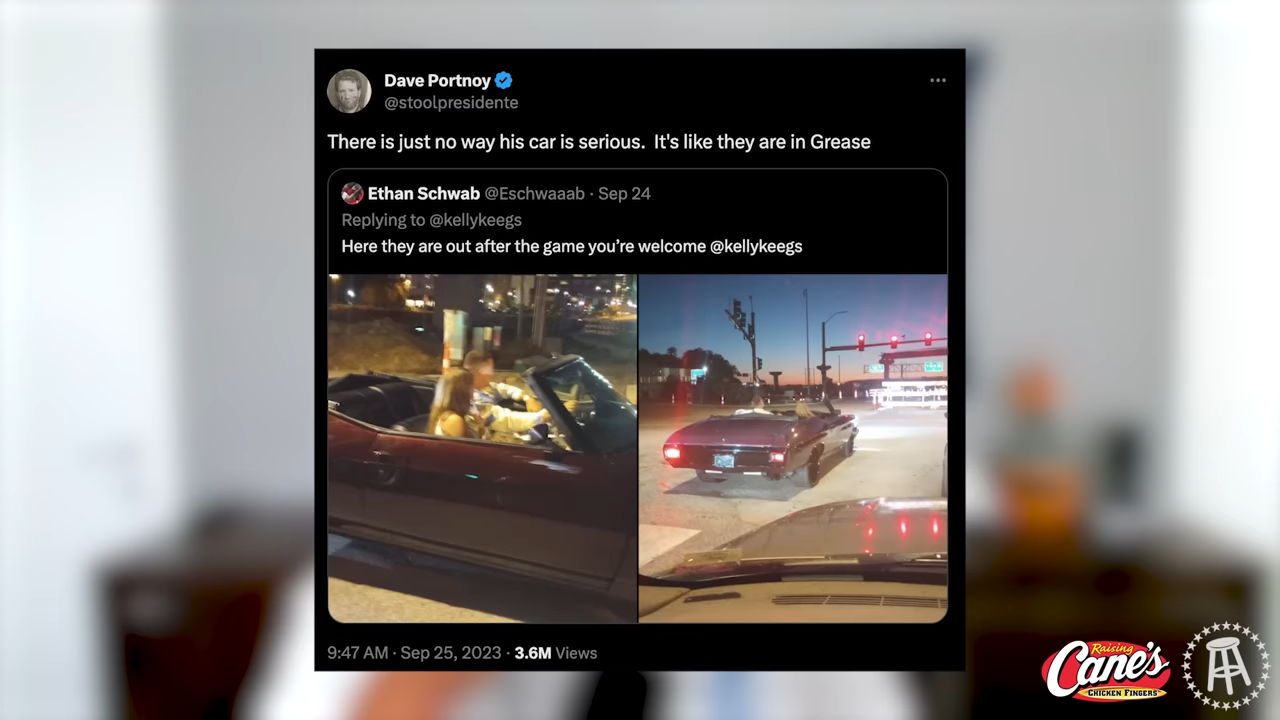 Dave Portnoy
@stoolpresidente
There is just no way his car is serious. It's like they are in Grease
Ethan Schwab @Eschwaaab · Sep 24
Replying to @kellykeegs
Here they are out after the game you’re welcome @kellykeegs
9:47 AM · Sep 25, 2023 · 3.6M Views
Raising
Cane's
CHICKEN FINGERS